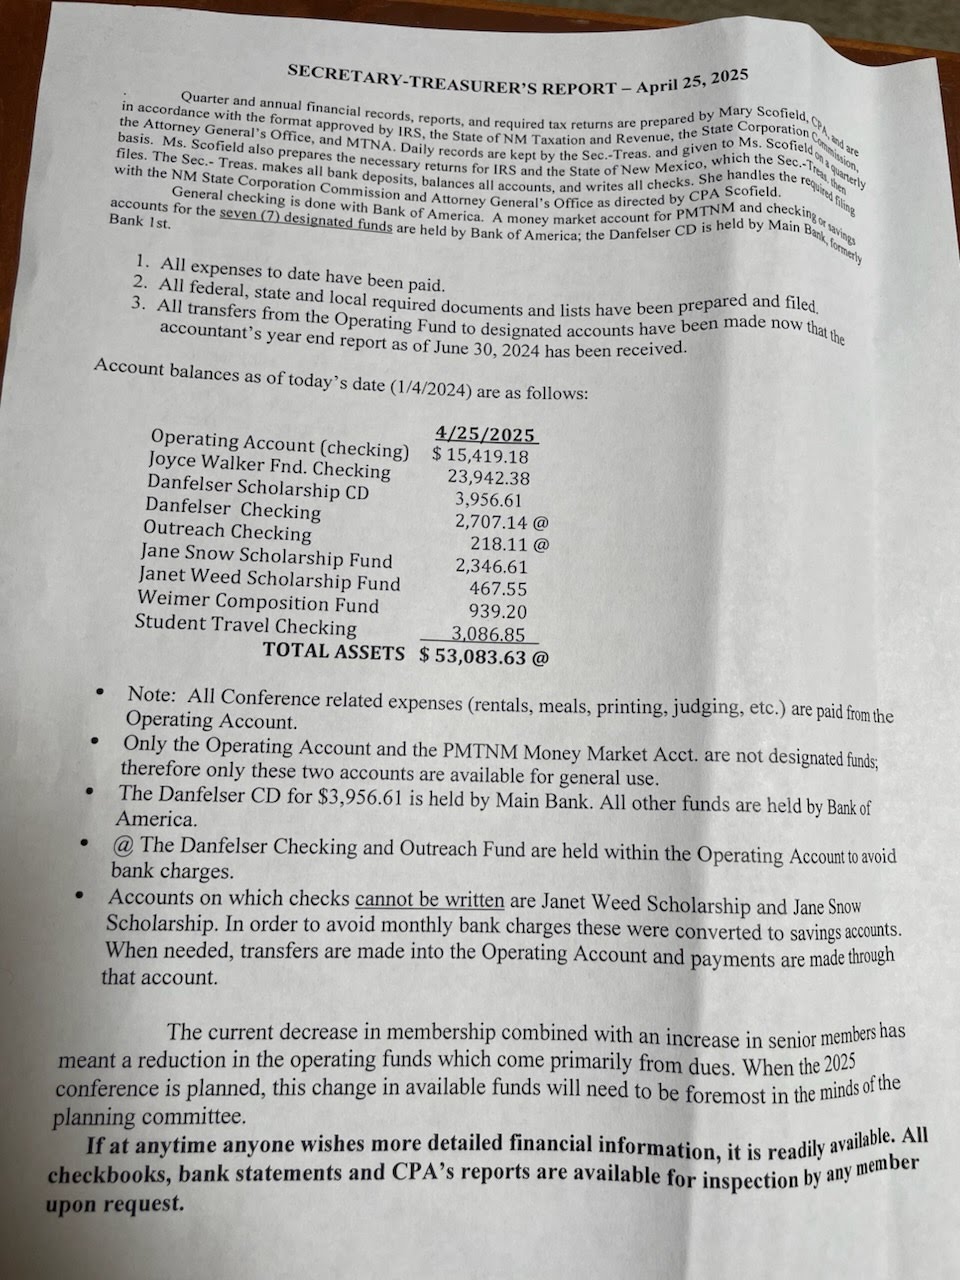 SECRETARY-TREASURER'S REPORT – April 25, 2025
Quarter and annual financial records, reports, and required tax returns are prepared by Mary Scofield, CPA, and are
in accordance with the format approved by IRS, the State of NM Taxation and Revenue, the State Corporation Commission,
the Attorney General's Office, and MTNA. Daily records are kept by the Sec.-Treas. and given to Ms. Scofield on a quarterly
basis. Ms. Scofield also prepares the necessary returns for IRS and the State of New Mexico, which the Sec.-Treas. then
files. The Sec.- Treas. makes all bank deposits, balances all accounts, and writes all checks. She handles the required filing
with the NM State Corporation Commission and Attorney General's Office as directed by CPA Scofield.
General checking is done with Bank of America. A money market account for PMTNM and checking or savings
accounts for the seven (7) designated funds are held by Bank of America; the Danfelser CD is held by Main Bank, formerly
Bank 1st.
1. All expenses to date have been paid.
2. All federal, state and local required documents and lists have been prepared and filed.
3. All transfers from the Operating Fund to designated accounts have been made now that the
accountant's year end report as of June 30, 2024 has been received.
Account balances as of today's date (1/4/2024) are as follows:
4/25/2025
Operating Account (checking) $ 15,419.18
Joyce Walker Fnd. Checking 23,942.38
Danfelser Scholarship CD 3,956.61
Danfelser Checking 2,707.14 @
Outreach Checking 218.11 @
Jane Snow Scholarship Fund 2,346.61
Janet Weed Scholarship Fund 467.55
Weimer Composition Fund 939.20
Student Travel Checking 3,086.85
TOTAL ASSETS $ 53,083.63 @
• Note: All Conference related expenses (rentals, meals, printing, judging, etc.) are paid from the
Operating Account.
• Only the Operating Account and the PMTNM Money Market Acct. are not designated funds;
therefore only these two accounts are available for general use.
• The Danfelser CD for $3,956.61 is held by Main Bank. All other funds are held by Bank of
America.
• @ The Danfelser Checking and Outreach Fund are held within the Operating Account to avoid
bank charges.
• Accounts on which checks cannot be written are Janet Weed Scholarship and Jane Snow
Scholarship. In order to avoid monthly bank charges these were converted to savings accounts.
When needed, transfers are made into the Operating Account and payments are made through
that account.
The current decrease in membership combined with an increase in senior members has
meant a reduction in the operating funds which come primarily from dues. When the 2025
conference is planned, this change in available funds will need to be foremost in the minds of the
planning committee.
If at anytime anyone wishes more detailed financial information, it is readily available. All
checkbooks, bank statements and CPA's reports are available for inspection by any member
upon request.